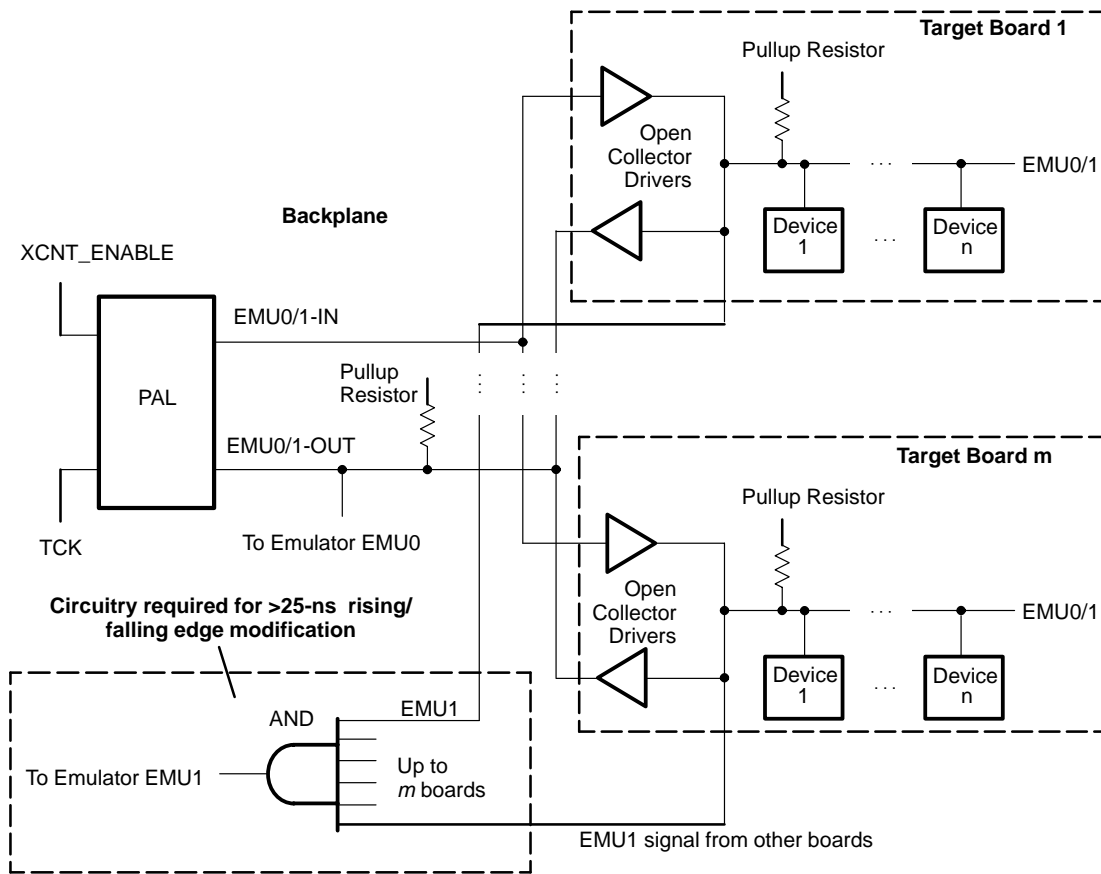 Target Board 1
Pullup Resistor
Open
Collector
Drivers
. . .
. . .
EMU0/1
Device
1
. . .
Device
n
Backplane
XCNT_ENABLE
EMU0/1-IN
PAL
Pullup
Resistor
EMU0/1-OUT
TCK
To Emulator EMU0
Target Board m
Pullup Resistor
Open
Collector
Drivers
. . .
. . .
EMU0/1
Device
1
. . .
Device
n
Circuitry required for >25-ns rising/
falling edge modification
AND
EMU1
To Emulator EMU1
Up to
m boards
EMU1 signal from other boards